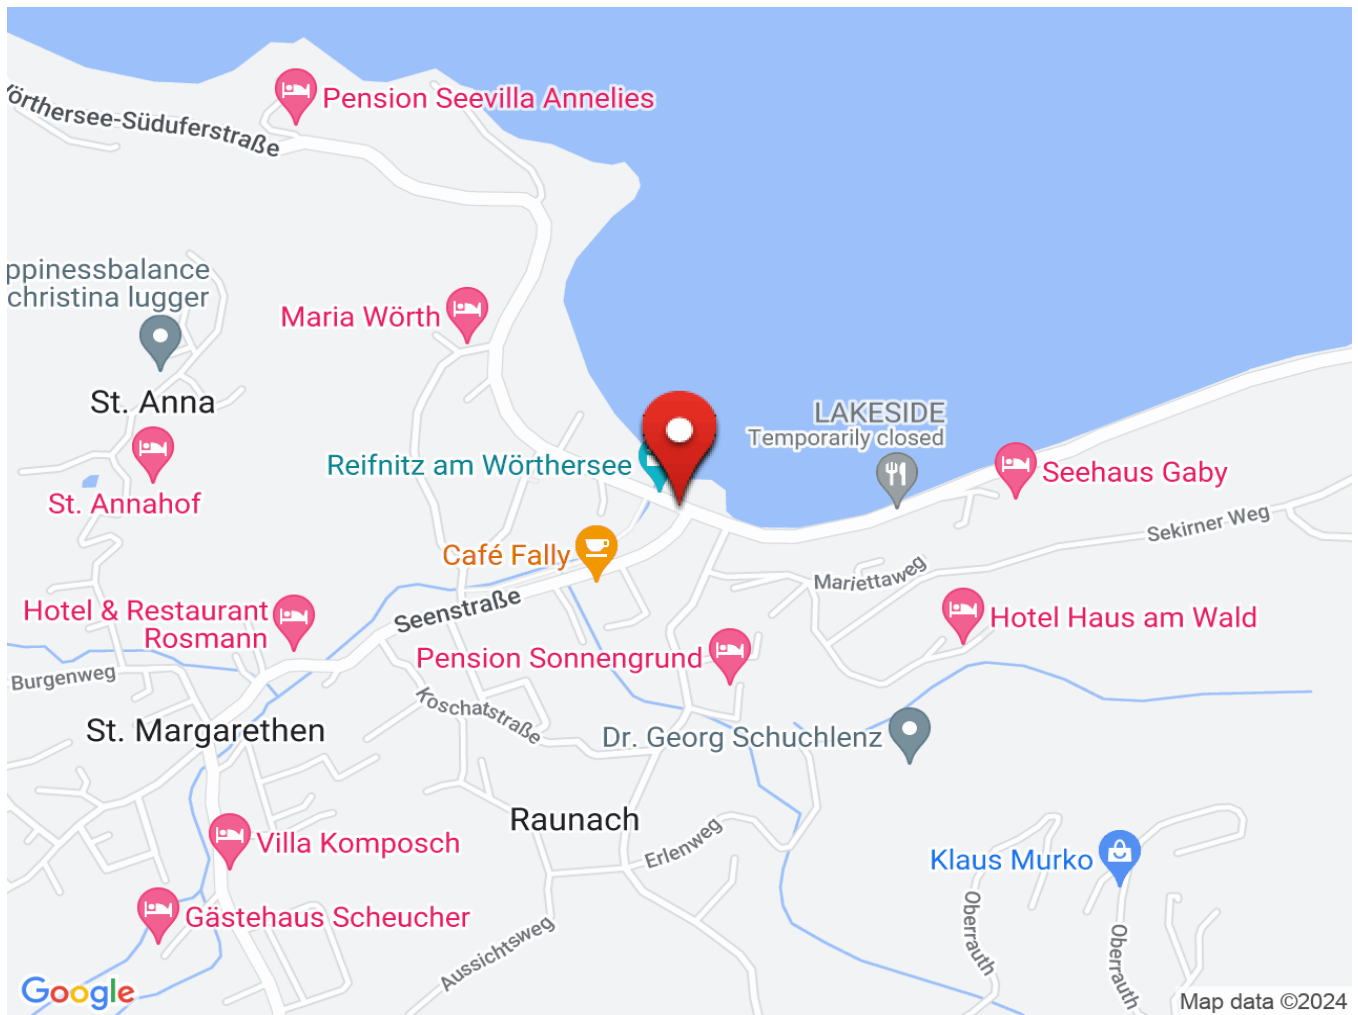 Pension Seevilla Annelies
Wörthersee-Süduferstraße
ppinessbalance
christina lugger
Maria Wörth
St. Anna
LAKESIDE
Temporarily closed
Reifnitz am Wörthersee
Seehaus Gaby
St. Annahof
Sekirner Weg
Café Fally
Mariettaweg
Seenstraße
Hotel & Restaurant
Rosmann
Hotel Haus am Wald
Pension Sonnengrund
Burgenweg
Koschatstraße
St. Margarethen
Dr. Georg Schuchlenz
Raunach
Villa Komposch
Erlenweg
Klaus Murko
Gästehaus Scheucher
Oberrauth
Oberrauth
Aussichtsweg
Google
Map data ©2024